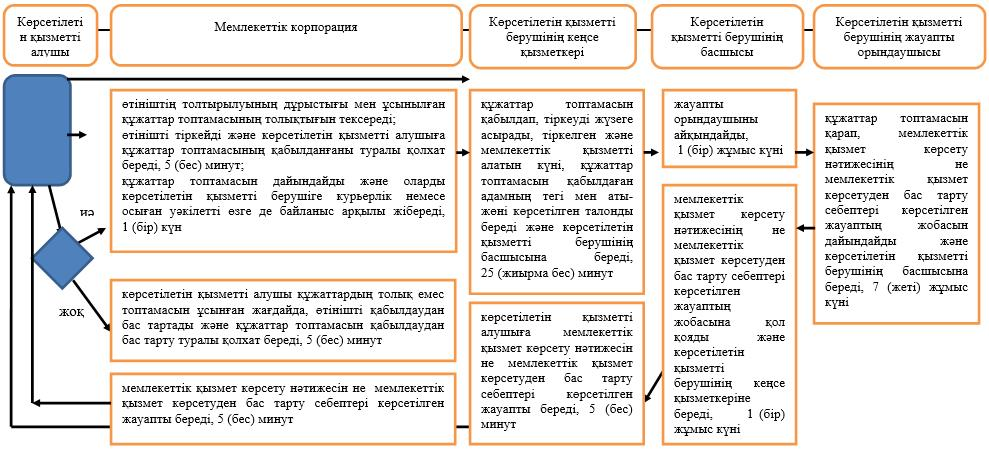 Көрсетілеті
н қызметті
алушы
Мемлекеттік корпорация
Көрсетілетін қызметті
берушінің кеңсе
қызметкері
Көрсетілетін
қызметті берушінің
басшысы
Көрсетілетін қызметті
берушінің жауапты
орындаушысы
өтініштің толтырылуының дұрыстығы мен ұсынылған
құжаттар топтамасының толықтығын тексереді;
өтінішті тіркейді және көрсетілетін қызметті алушыға
құжаттар топтамасының қабылданғаны туралы қолхат
береді, 5 (бес) минут;
құжаттар топтамасын дайындайды және оларды
көрсетілетін қызметті берушіге курьерлік немесе
осыған уәкілетті өзге де байланыс арқылы жібереді,
1 (бір) күн
иә
жоқ
көрсетілетін қызметті алушы құжаттардың толық емес
топтамасын ұсынған жағдайда, өтінішті қабылдаудан
бас тартады және құжаттар топтамасын қабылдаудан
бас тарту туралы қолхат береді, 5 (бес) минут
мемлекеттік қызмет көрсету нәтижесін не мемлекеттік
қызмет көрсетуден бас тарту себептері көрсетілген
жауапты береді, 5 (бес) минут
құжаттар топтамасын
қабылдап, тіркеуді жүзеге
асырады, тіркелген және
мемлекеттік қызметті
алатын күні, құжаттар
топтамасын қабылдаған
адамның тегі мен аты-
жөні көрсетілген талонды
береді және көрсетілетін
қызметті берушінің
басшысына береді,
25 (жиырма бес) минут
көрсетілетін қызметті
алушыға мемлекеттік
қызмет көрсету нәтижесін
не мемлекеттік қызмет
көрсетуден бас тарту
себептері көрсетілген
жауапты береді, 5 (бес)
минут
жауапты
орындаушыны
айқындайды,
1 (бір) жұмыс күні
мемлекеттік
қызмет көрсету
нәтижесінің не
мемлекеттік
қызмет көрсетуден
бас тарту себептері
көрсетілген
жауаптың
жобасына қол
қояды және
көрсетілетін
қызметті
берушінің кеңсе
қызметкеріне
береді, 1 (бір)
жұмыс күні
құжаттар топтамасын
қарап, мемлекеттік
қызмет көрсету
нәтижесінің не
мемлекеттік қызмет
көрсетуден бас тарту
себептері көрсетілген
жауаптың жобасын
дайындайды және
көрсетілетін қызметті
берушінің басшысына
береді, 7 (жеті) жұмыс
күні